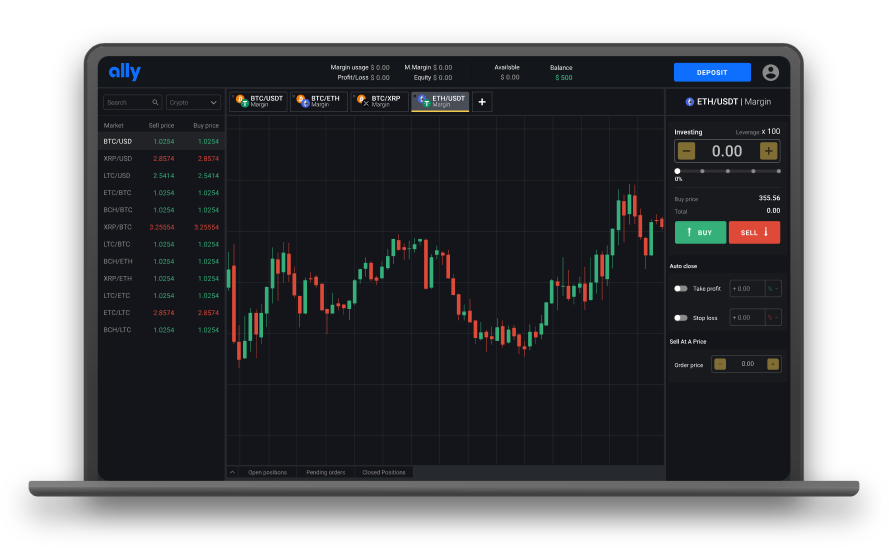 ally
Margin usage $ 0.00
M.Margin $ 0.00
Profit/Loss $ 0.00
Equity $ 0.00
Available
$ 0.00
Balance
$ 500
DEPOSIT
Search
Crypto
BTC/USDT
Margin
BTC/ETH
Margin
BTC/XRP
Margin
ETH/USDT
Margin
+
ETH/USDT | Margin
Market Sell price Buy price
BTC/USD 1.0254 1.0254
XRP/USD 2.8574 2.8574
LTC/USD 2.5414 2.5414
ETC/BTC 1.0254 1.0254
BCH/BTC 1.0254 1.0254
XRP/BTC 3.25554 3.25554
LTC/BTC 1.0254 1.0254
BCH/ETH 1.0254 1.0254
XRP/ETH 1.0254 1.0254
LTC/ETC 1.0254 1.0254
ETC/LTC 2.8574 2.8574
BCH/LTC 1.0254 1.0254
Investing Leverage x 100
− 0.00 +
0%
Buy price 355.56
Total 0.00
BUY
SELL
Auto close
Take profit + 0.00 %
Stop loss + 0.00 %
Sell At A Price
Order price − 0.00 +
Open positions
Pending orders
Closed Positions